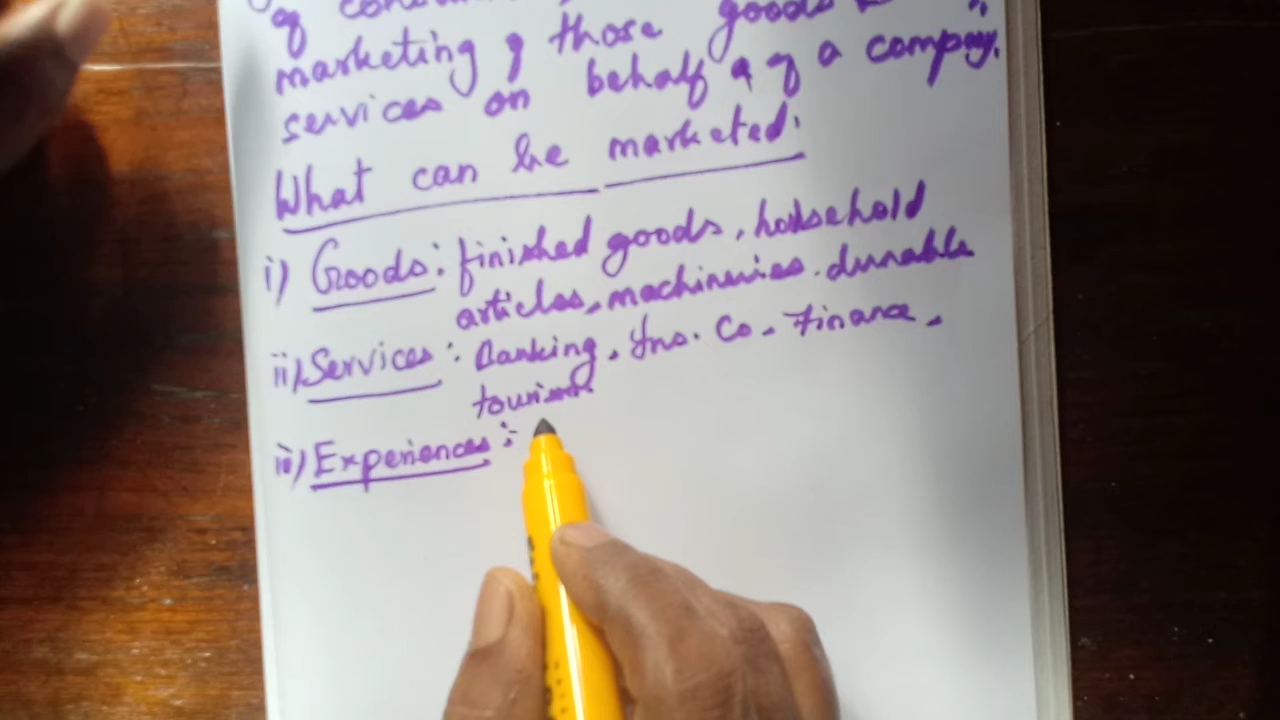 of
marketing, those goods
services on behalf of a company.
What can be marketed.
i) Goods: finished goods, household
articles, machineries. durable
ii) Services: Banking, Ins. Co. Finance,
tourism
iii) Experiences: